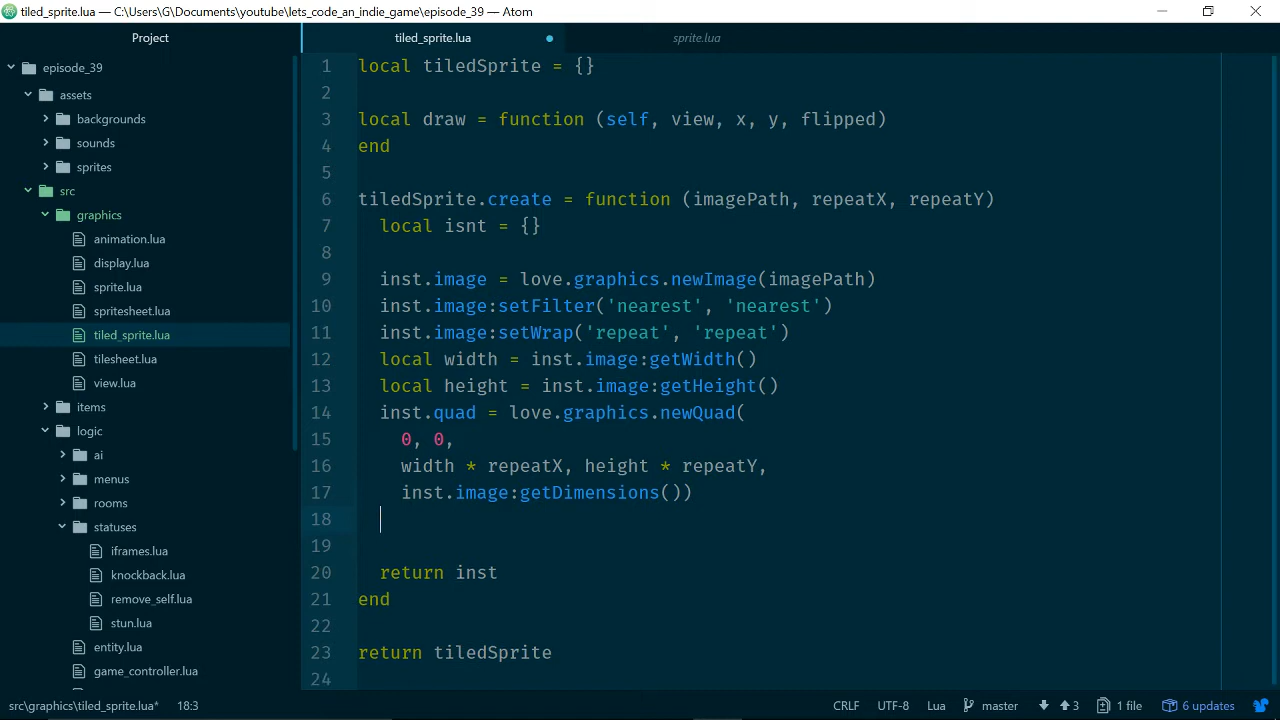 tiled_sprite.lua — C:\Users\G\Documents\youtube\lets_code_an_indie_game\episode_39 — Atom
Project
tiled_sprite.lua
sprite.lua
episode_39
assets
backgrounds
sounds
sprites
src
graphics
animation.lua
display.lua
sprite.lua
spritesheet.lua
tiled_sprite.lua
tilesheet.lua
view.lua
items
logic
ai
menus
rooms
statuses
iframes.lua
knockback.lua
remove_self.lua
stun.lua
entity.lua
game_controller.lua
1 local tiledSprite = {}
2
3 local draw = function (self, view, x, y, flipped)
4 end
5
6 tiledSprite.create = function (imagePath, repeatX, repeatY)
7 local isnt = {}
8
9 inst.image = love.graphics.newImage(imagePath)
10 inst.image:setFilter('nearest', 'nearest')
11 inst.image:setWrap('repeat', 'repeat')
12 local width = inst.image:getWidth()
13 local height = inst.image:getHeight()
14 inst.quad = love.graphics.newQuad(
15 0, 0,
16 width * repeatX, height * repeatY,
17 inst.image:getDimensions())
18
19
20 return inst
21 end
22
23 return tiledSprite
24
src\graphics\tiled_sprite.lua* 18:3 CRLF UTF-8 Lua master 3 1 file 6 updates